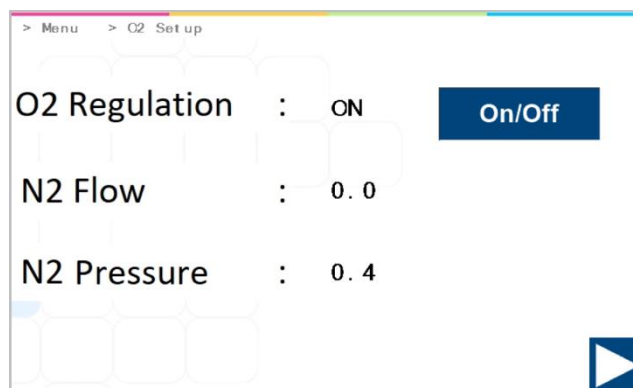 > Menu > O2 Set up
O2 Regulation : ON On/Off
N2 Flow : 0.0
N2 Pressure : 0.4